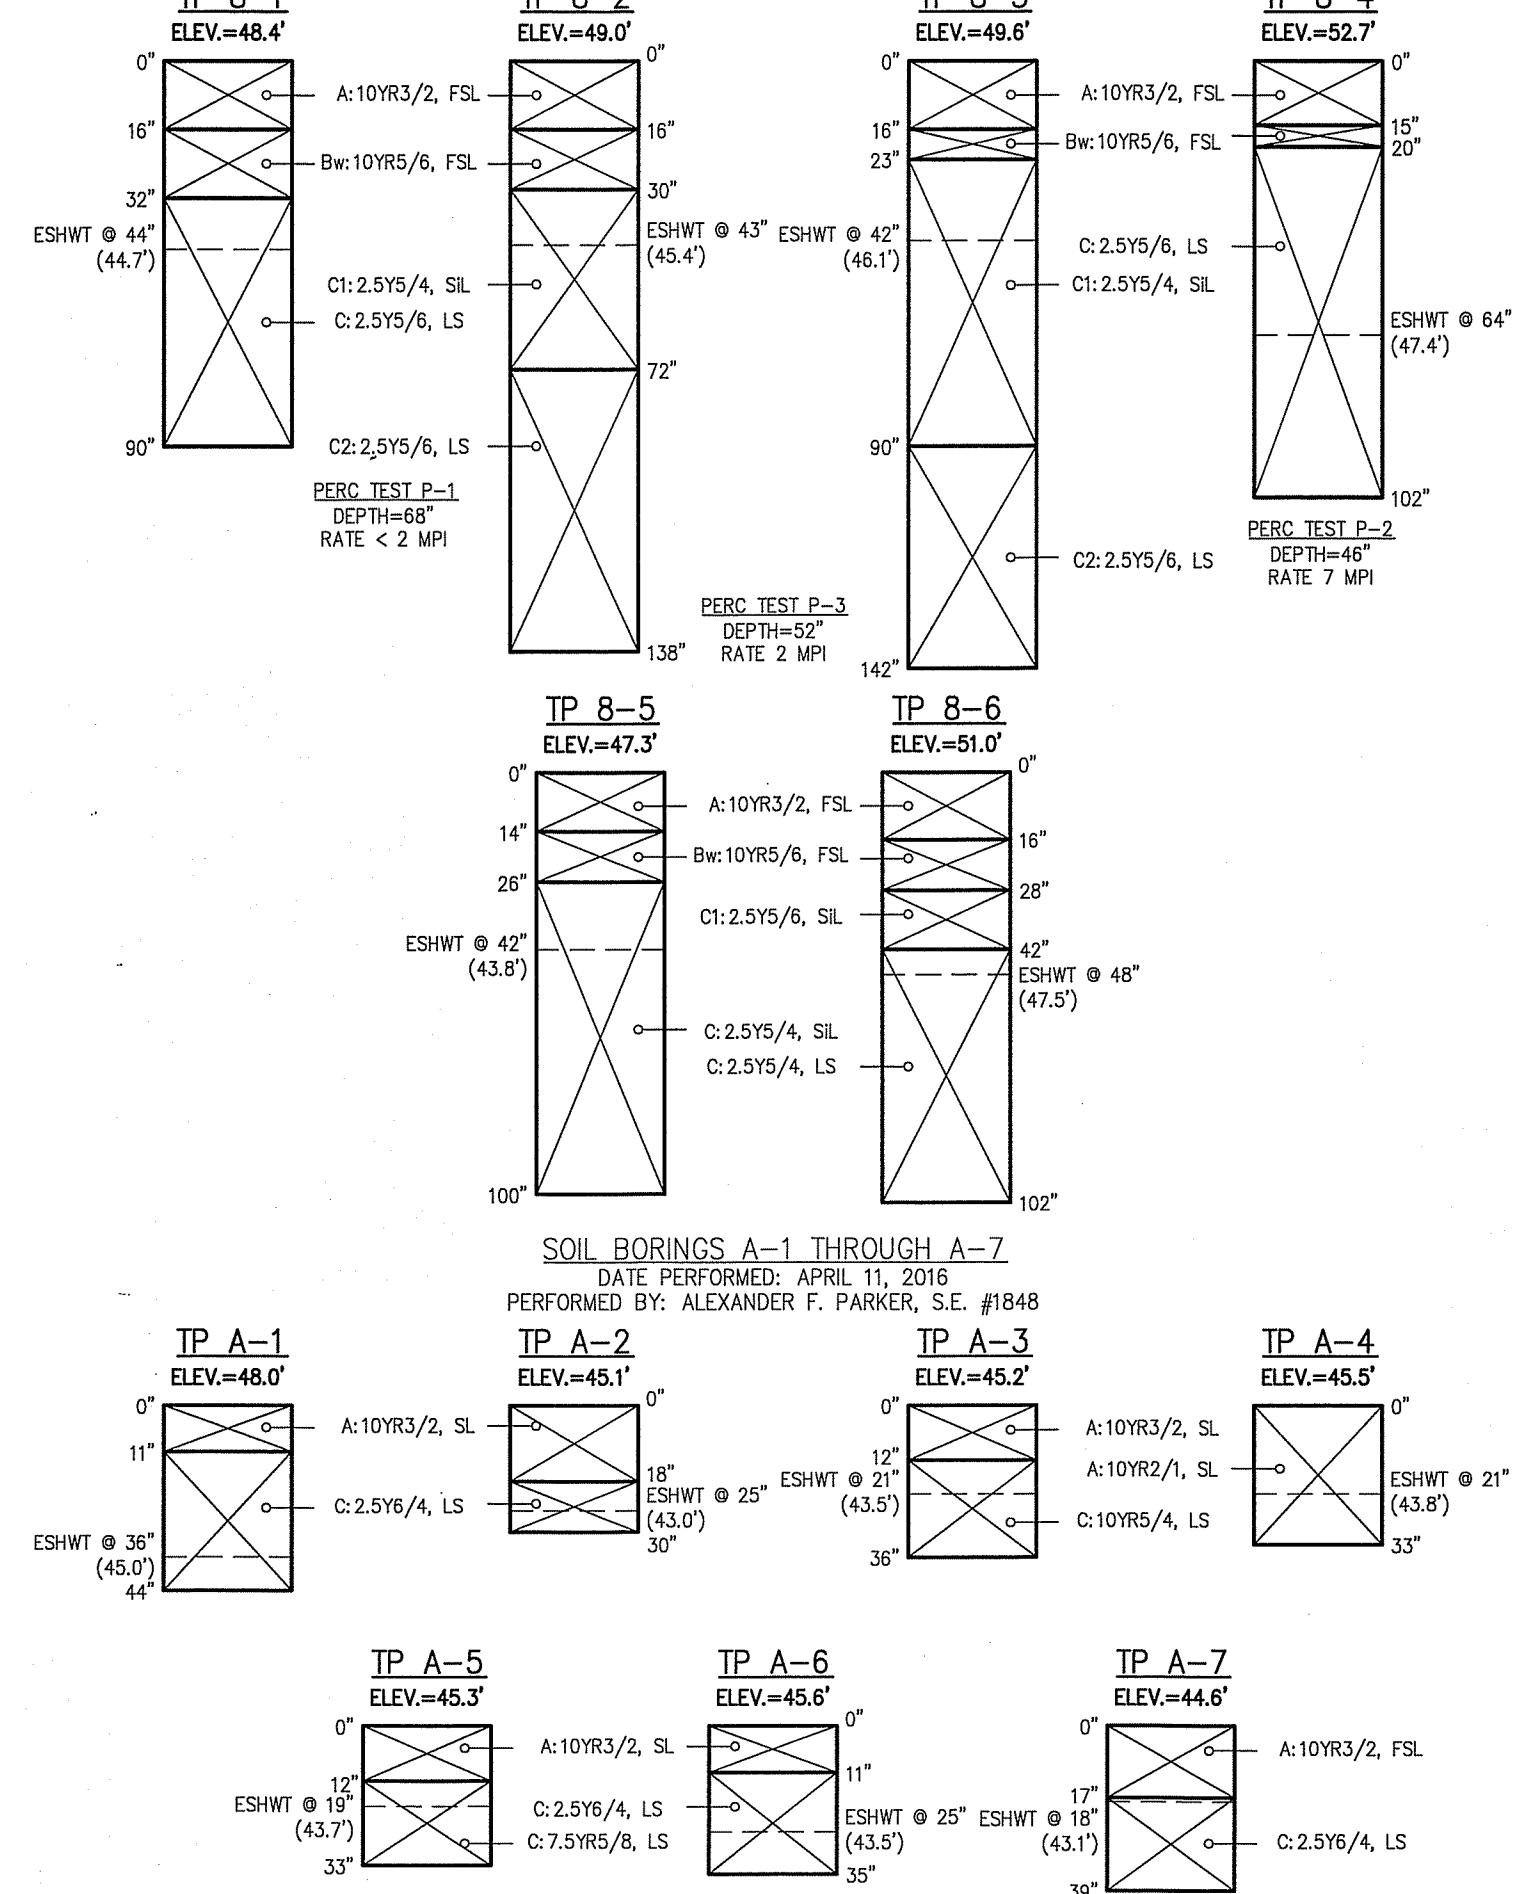 TP 8-1
ELEV.=48.4'
0"
16"
32"
ESHWT @ 44"
(44.7')
90"
A:10YR3/2, FSL
Bw:10YR5/6, FSL
C1:2.5Y5/4, SiL
C:2.5Y5/6, LS
C2:2.5Y5/6, LS
PERC TEST P-1
DEPTH=68"
RATE < 2 MPI
TP 8-2
ELEV.=49.0'
0"
16"
30"
ESHWT @ 43"
(45.4')
72"
138"
PERC TEST P-3
DEPTH=52"
RATE 2 MPI
TP 8-3
ELEV.=49.6'
0"
16"
23"
ESHWT @ 42"
(46.1')
90"
142"
A:10YR3/2, FSL
Bw:10YR5/6, FSL
C:2.5Y5/6, LS
C1:2.5Y5/4, SiL
C2:2.5Y5/6, LS
TP 8-4
ELEV.=52.7'
0"
15"
20"
ESHWT @ 64"
(47.4')
102"
PERC TEST P-2
DEPTH=46"
RATE 7 MPI
TP 8-5
ELEV.=47.3'
0"
14"
26"
ESHWT @ 42"
(43.8')
100"
A:10YR3/2, FSL
Bw:10YR5/6, FSL
C1:2.5Y5/6, SiL
C:2.5Y5/4, SiL
C:2.5Y5/4, LS
TP 8-6
ELEV.=51.0'
0"
16"
28"
42"
ESHWT @ 48"
(47.5')
102"
SOIL BORINGS A-1 THROUGH A-7
DATE PERFORMED: APRIL 11, 2016
PERFORMED BY: ALEXANDER F. PARKER, S.E. #1848
TP A-1
ELEV.=48.0'
0"
11"
ESHWT @ 36"
(45.0')
44"
A:10YR3/2, SL
C:2.5Y6/4, LS
TP A-2
ELEV.=45.1'
0"
18"
ESHWT @ 25"
(43.0')
30"
TP A-3
ELEV.=45.2'
0"
12"
ESHWT @ 21"
(43.5')
36"
A:10YR3/2, SL
A:10YR2/1, SL
C:10YR5/4, LS
TP A-4
ELEV.=45.5'
0"
ESHWT @ 21"
(43.8')
33"
TP A-5
ELEV.=45.3'
0"
12"
ESHWT @ 19"
(43.7')
33"
A:10YR3/2, SL
C:2.5Y6/4, LS
C:7.5YR5/8, LS
TP A-6
ELEV.=45.6'
0"
11"
ESHWT @ 25"
(43.5')
35"
TP A-7
ELEV.=44.6'
0"
17"
ESHWT @ 18"
(43.1')
39"
A:10YR3/2, FSL
C:2.5Y6/4, LS